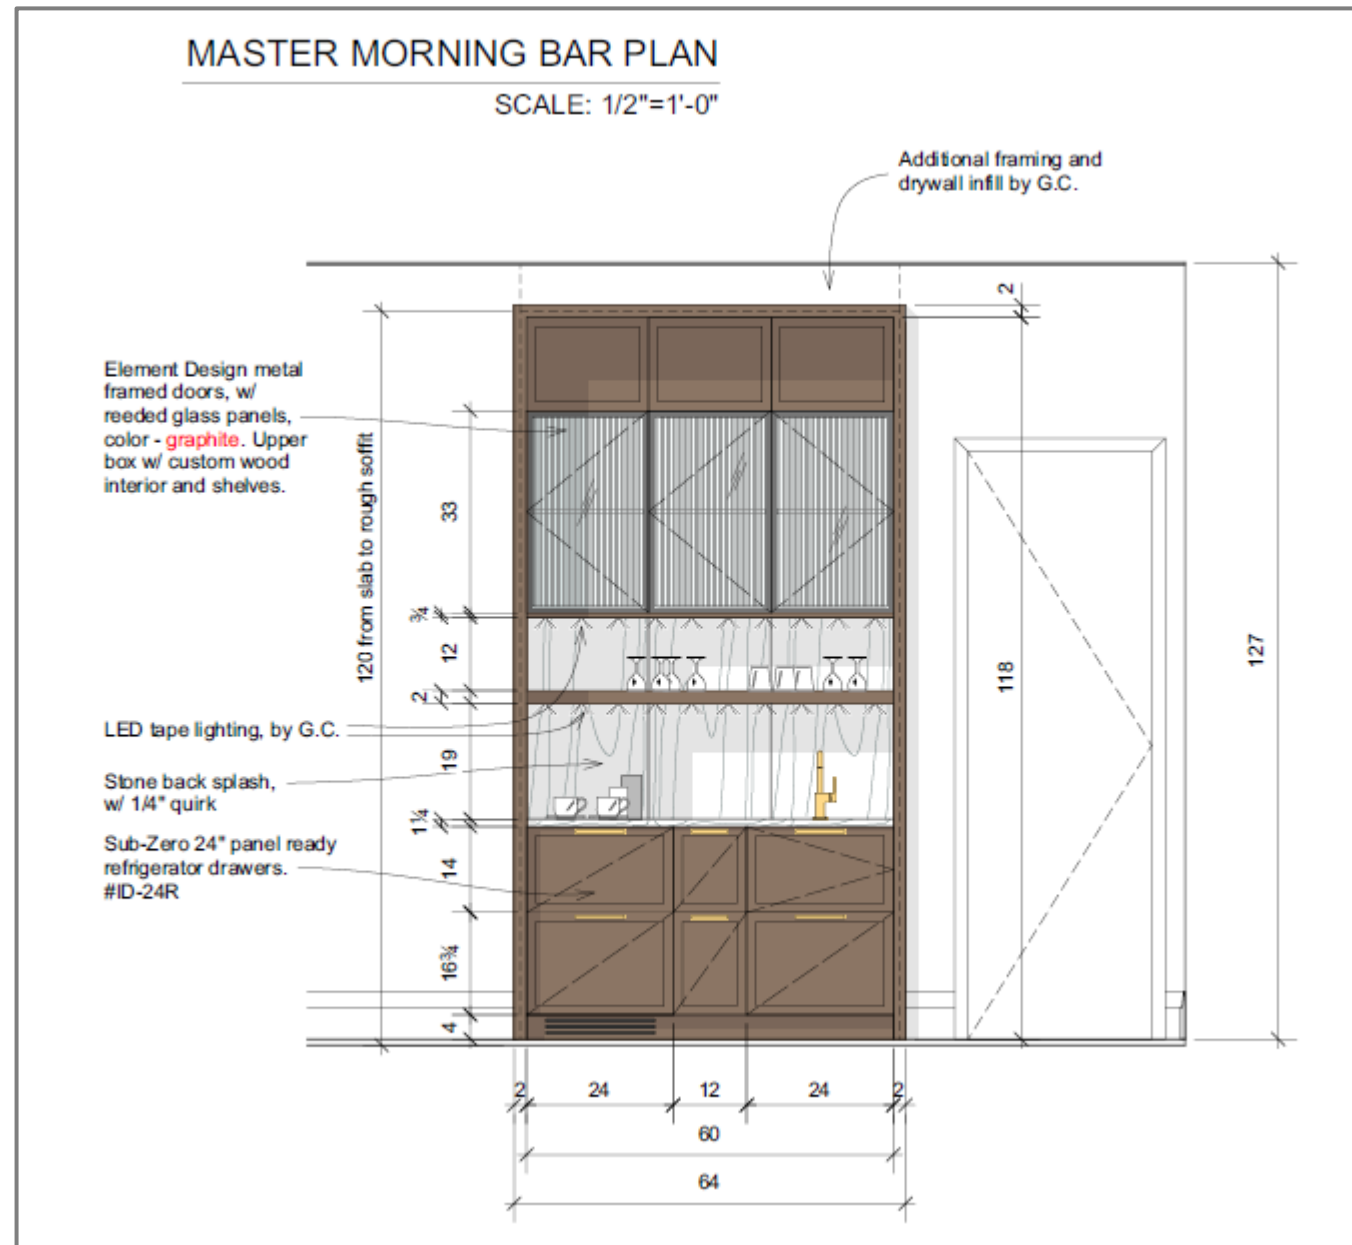 MASTER MORNING BAR PLAN
SCALE: 1/2"=1'-0"
Additional framing and
drywall infill by G.C.
2
Element Design metal
framed doors, w/
reeded glass panels,
color - graphite. Upper
box w/ custom wood
interior and shelves.
120 from slab to rough soffit
33
3/4
12
2
19
1 1/4
14
16 3/4
4
118
127
LED tape lighting, by G.C.
Stone back splash,
w/ 1/4" quirk
Sub-Zero 24" panel ready
refrigerator drawers.
#ID-24R
2 24 12 24 2
60
64